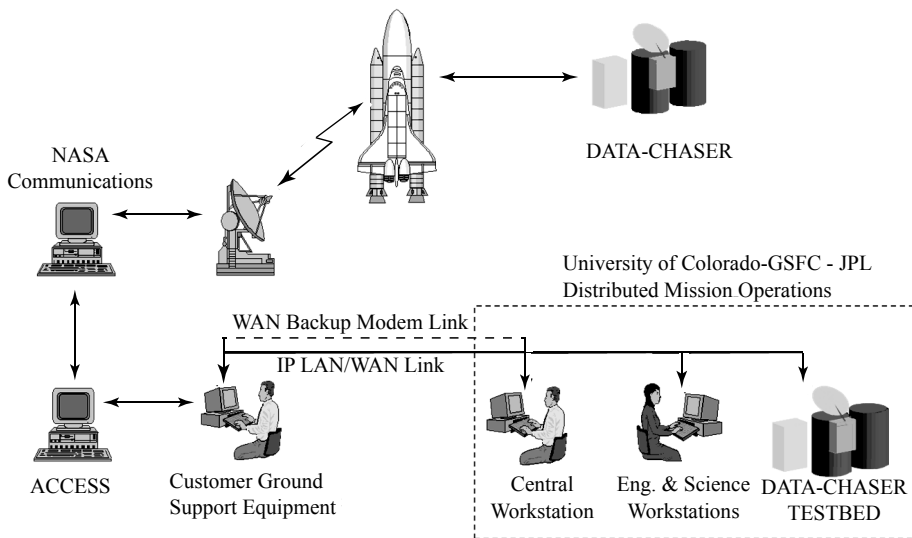 DATA-CHASER
NASA
Communications
University of Colorado-GSFC - JPL
Distributed Mission Operations
WAN Backup Modem Link
IP LAN/WAN Link
ACCESS
Customer Ground
Support Equipment
Central
Workstation
Eng. & Science
Workstations
DATA-CHASER
TESTBED